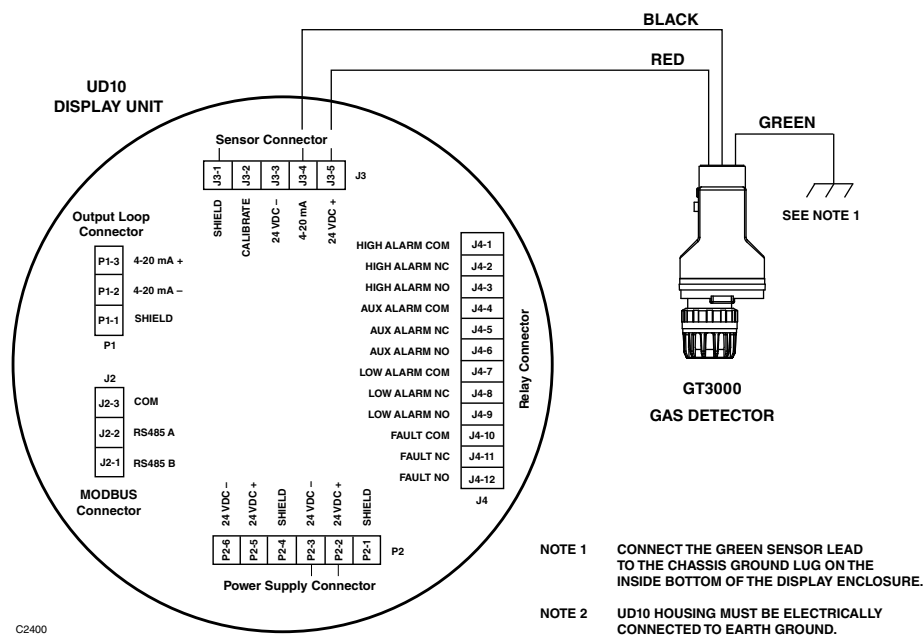 BLACK
RED
GREEN
SEE NOTE 1
UD10
DISPLAY UNIT
Sensor Connector
J3-1
J3-2
J3-3
J3-4
J3-5
J3
SHIELD
CALIBRATE
24 VDC –
4-20 mA
24 VDC +
Output Loop
Connector
P1-3 4-20 mA +
P1-2 4-20 mA –
P1-1 SHIELD
P1
J2
J2-3 COM
J2-2 RS485 A
J2-1 RS485 B
MODBUS
Connector
HIGH ALARM COM J4-1
HIGH ALARM NC J4-2
HIGH ALARM NO J4-3
AUX ALARM COM J4-4
AUX ALARM NC J4-5
AUX ALARM NO J4-6
LOW ALARM COM J4-7
LOW ALARM NC J4-8
LOW ALARM NO J4-9
FAULT COM J4-10
FAULT NC J4-11
FAULT NO J4-12
J4
Relay Connector
GT3000
GAS DETECTOR
24 VDC –
24 VDC +
SHIELD
24 VDC –
24 VDC +
SHIELD
P2-6
P2-5
P2-4
P2-3
P2-2
P2-1
P2
Power Supply Connector
NOTE 1 CONNECT THE GREEN SENSOR LEAD
TO THE CHASSIS GROUND LUG ON THE
INSIDE BOTTOM OF THE DISPLAY ENCLOSURE.
NOTE 2 UD10 HOUSING MUST BE ELECTRICALLY
CONNECTED TO EARTH GROUND.
C2400